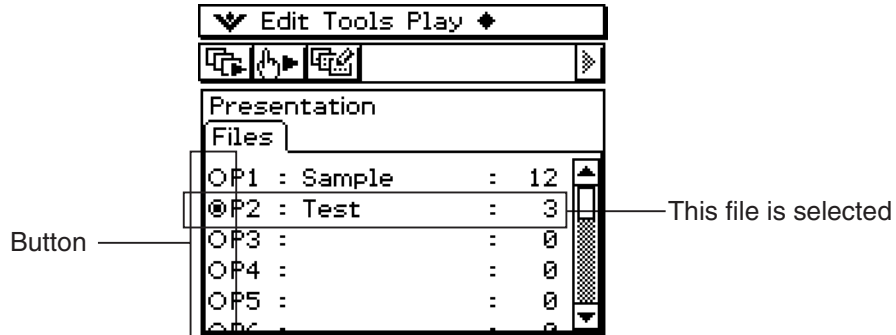 Edit Tools Play
Presentation
Files
P1 : Sample : 12
P2 : Test : 3
This file is selected
Button
P3 : : 0
P4 : : 0
P5 : : 0